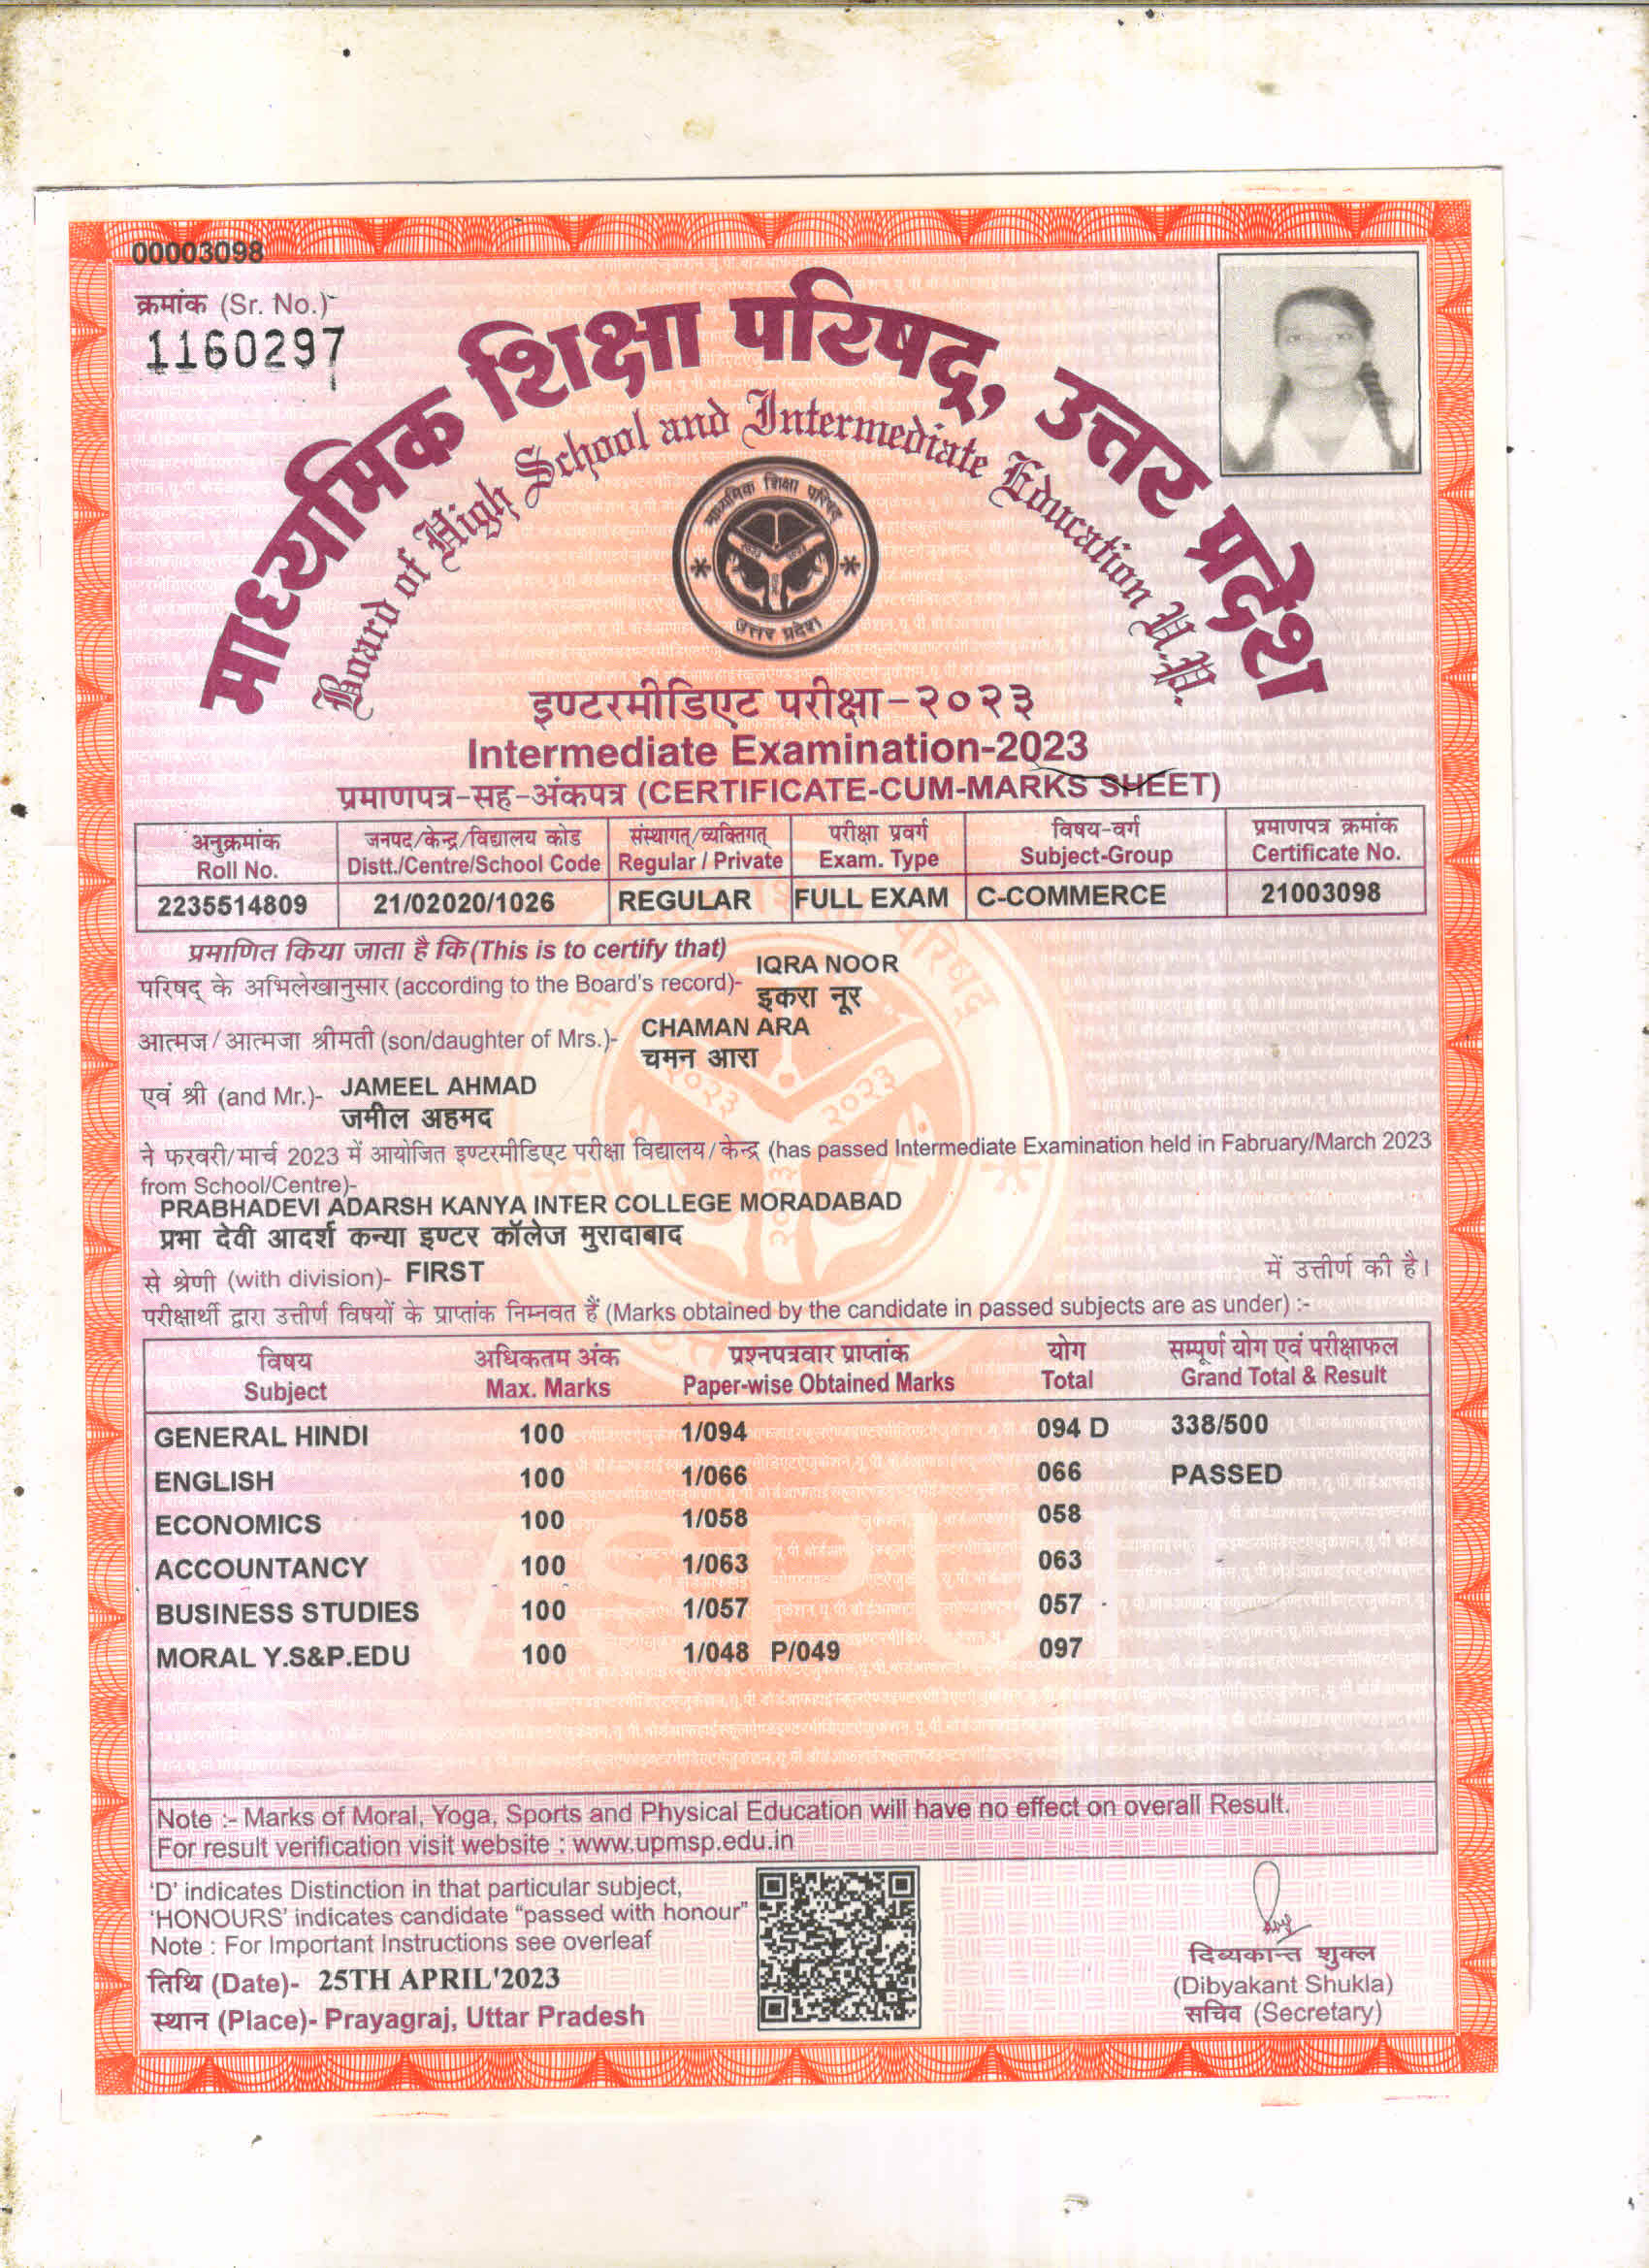 00003098
क्रमांक (Sr. No.)
1160297
माध्यमिक शिक्षा परिषद्, उत्तर प्रदेश
Board of High School and Intermediate Education U.P.
माध्यमिक शिक्षा परिषद्
उत्तर प्रदेश
इण्टरमीडिएट परीक्षा-२०२३
Intermediate Examination-2023
प्रमाणपत्र-सह-अंकपत्र (CERTIFICATE-CUM-MARKS SHEET)
अनुक्रमांक जनपद/केन्द्र/विद्यालय कोड संस्थागत्/व्यक्तिगत् परीक्षा प्रवर्ग विषय-वर्ग प्रमाणपत्र क्रमांक
Roll No. Distt./Centre/School Code Regular / Private Exam. Type Subject-Group Certificate No.
2235514809 21/02020/1026 REGULAR FULL EXAM C-COMMERCE 21003098
प्रमाणित किया जाता है कि (This is to certify that)
IQRA NOOR
परिषद् के अभिलेखानुसार (according to the Board's record)-
इकरा नूर
CHAMAN ARA
आत्मज/आत्मजा श्रीमती (son/daughter of Mrs.)-
चमन आरा
एवं श्री (and Mr.)- JAMEEL AHMAD
जमील अहमद
ने फरवरी/मार्च 2023 में आयोजित इण्टरमीडिएट परीक्षा विद्यालय/केन्द्र (has passed Intermediate Examination held in Fabruary/March 2023
from School/Centre)-
PRABHADEVI ADARSH KANYA INTER COLLEGE MORADABAD
प्रभा देवी आदर्श कन्या इण्टर कॉलेज मुरादाबाद
से श्रेणी (with division)- FIRST में उत्तीर्ण की है।
परीक्षार्थी द्वारा उत्तीर्ण विषयों के प्राप्तांक निम्नवत हैं (Marks obtained by the candidate in passed subjects are as under) :-
विषय अधिकतम अंक प्रश्नपत्रवार प्राप्तांक योग सम्पूर्ण योग एवं परीक्षाफल
Subject Max. Marks Paper-wise Obtained Marks Total Grand Total & Result
GENERAL HINDI 100 1/094 094 D 338/500
ENGLISH 100 1/066 066 PASSED
ECONOMICS 100 1/058 058
ACCOUNTANCY 100 1/063 063
BUSINESS STUDIES 100 1/057 057
MORAL Y.S&P.EDU 100 1/048 P/049 097
Note :- Marks of Moral, Yoga, Sports and Physical Education will have no effect on overall Result.
For result verification visit website : www.upmsp.edu.in
'D' indicates Distinction in that particular subject,
'HONOURS' indicates candidate "passed with honour"
Note : For Important Instructions see overleaf
तिथि (Date)- 25TH APRIL'2023
स्थान (Place)- Prayagraj, Uttar Pradesh
दिव्यकान्त शुक्ल
(Dibyakant Shukla)
सचिव (Secretary)